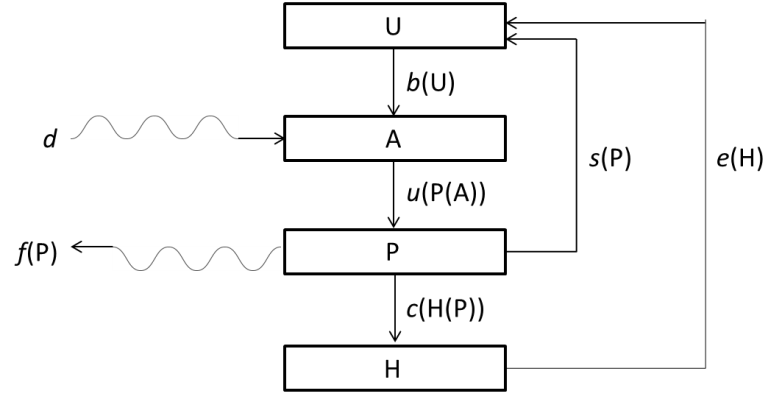 U
b(U)
d
A
s(P)
e(H)
u(P(A))
f(P)
P
c(H(P))
H